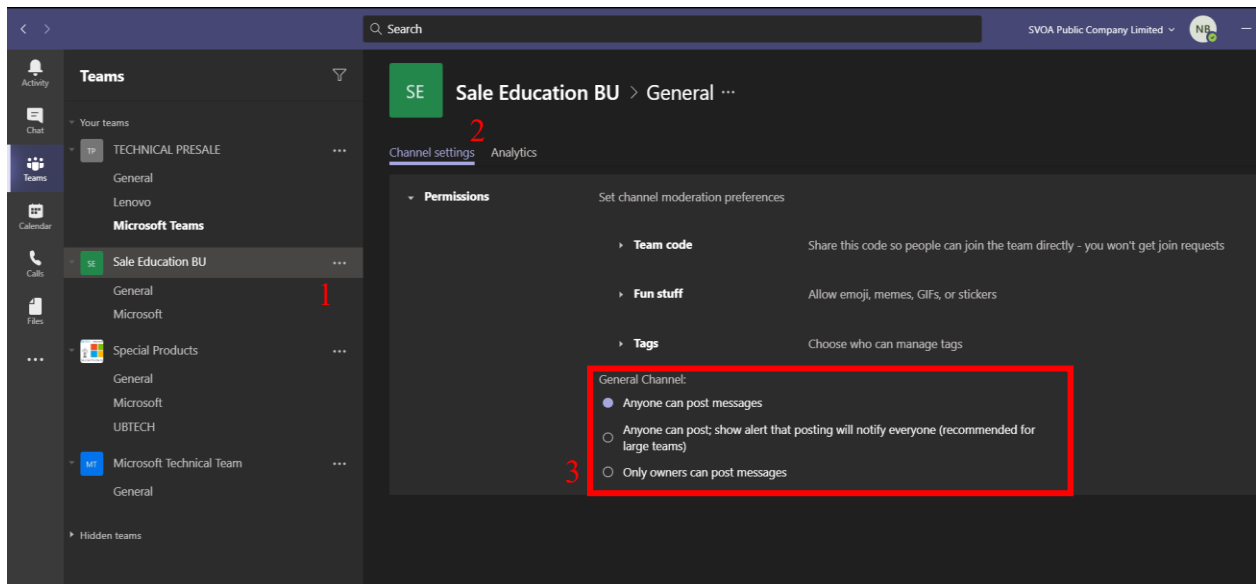 Search
SVOA Public Company Limited
NB
Activity
Chat
Teams
Calendar
Calls
Files
Teams
Your teams
TP TECHNICAL PRESALE
General
Lenovo
Microsoft Teams
SE Sale Education BU
1
General
Microsoft
Special Products
General
Microsoft
UBTECH
MT Microsoft Technical Team
General
Hidden teams
SE Sale Education BU > General ...
2
Channel settings Analytics
Permissions Set channel moderation preferences
Team code Share this code so people can join the team directly - you won't get join requests
Fun stuff Allow emoji, memes, GIFs, or stickers
Tags Choose who can manage tags
General Channel:
Anyone can post messages
Anyone can post; show alert that posting will notify everyone (recommended for
large teams)
3 Only owners can post messages